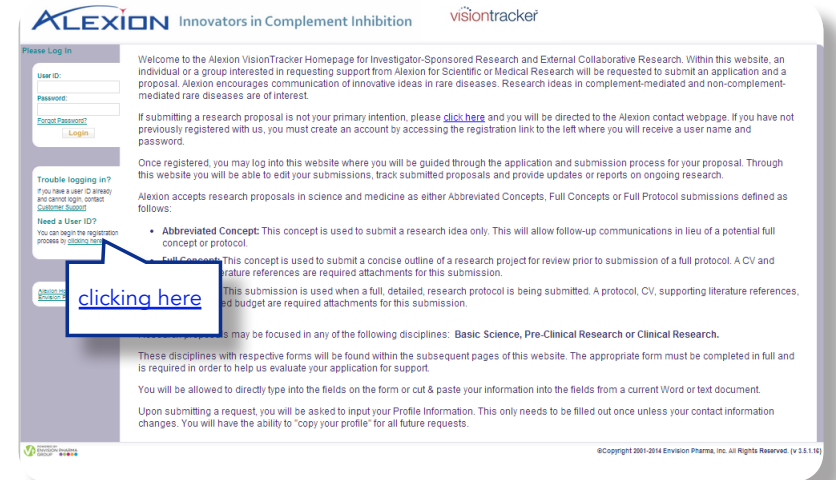 ALEXION Innovators in Complement Inhibition visiontracker
Please Log In
User ID:
Password:
Forgot Password?
Login
Trouble logging in?
If you have a user ID already
and cannot login, contact
Customer Support
Need a User ID?
You can begin the registration
process by clicking here
clicking here
Alexion Ho
Envision P
Welcome to the Alexion VisionTracker Homepage for Investigator-Sponsored Research and External Collaborative Research. Within this website, an
individual or a group interested in requesting support from Alexion for Scientific or Medical Research will be requested to submit an application and a
proposal. Alexion encourages communication of innovative ideas in rare diseases. Research ideas in complement-mediated and non-complement-
mediated rare diseases are of interest.
If submitting a research proposal is not your primary intention, please click here and you will be directed to the Alexion contact webpage. If you have not
previously registered with us, you must create an account by accessing the registration link to the left where you will receive a user name and
password.
Once registered, you may log into this website where you will be guided through the application and submission process for your proposal. Through
this website you will be able to edit your submissions, track submitted proposals and provide updates or reports on ongoing research.
Alexion accepts research proposals in science and medicine as either Abbreviated Concepts, Full Concepts or Full Protocol submissions defined as
follows:
• Abbreviated Concept: This concept is used to submit a research idea only. This will allow follow-up communications in lieu of a potential full
concept or protocol.
• Full Concept: This concept is used to submit a concise outline of a research project for review prior to submission of a full protocol. A CV and
erature references are required attachments for this submission.
This submission is used when a full, detailed, research protocol is being submitted. A protocol, CV, supporting literature references,
ed budget are required attachments for this submission.
may be focused in any of the following disciplines: Basic Science, Pre-Clinical Research or Clinical Research.
These disciplines with respective forms will be found within the subsequent pages of this website. The appropriate form must be completed in full and
is required in order to help us evaluate your application for support.
You will be allowed to directly type into the fields on the form or cut & paste your information into the fields from a current Word or text document.
Upon submitting a request, you will be asked to input your Profile Information. This only needs to be filled out once unless your contact information
changes. You will have the ability to "copy your profile" for all future requests.
POWERED BY
ENVISION PHARMA
GROUP
©Copyright 2001-2014 Envision Pharma, Inc. All Rights Reserved. (v 3.5.1.16)